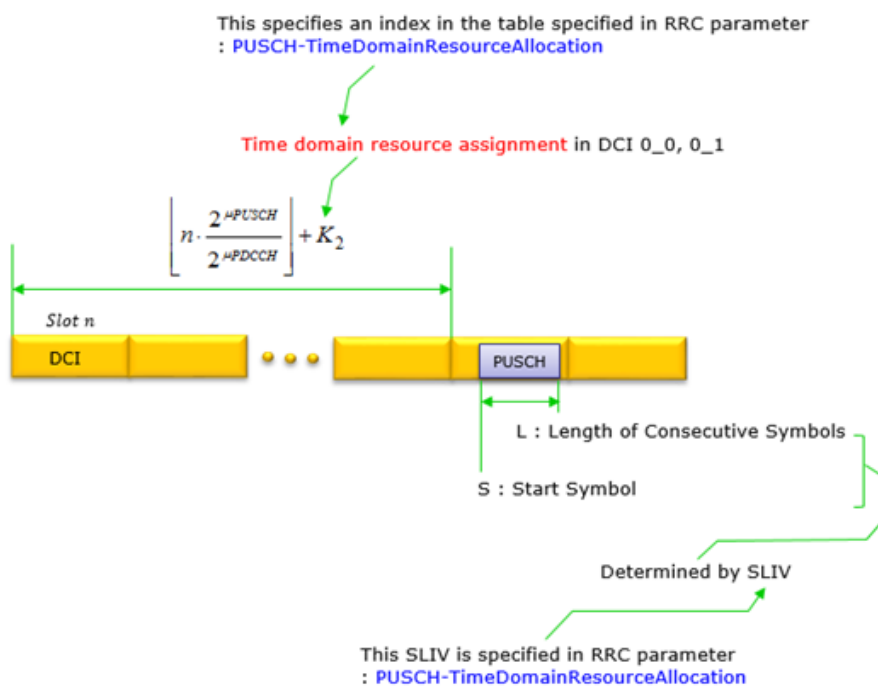 This specifies an index in the table specified in RRC parameter
: PUSCH-TimeDomainResourceAllocation
Time domain resource assignment in DCI 0_0, 0_1
⌊n · 2^μPUSCH / 2^μPDCCH⌋ + K₂
Slot n
DCI
PUSCH
L : Length of Consecutive Symbols
S : Start Symbol
Determined by SLIV
This SLIV is specified in RRC parameter
: PUSCH-TimeDomainResourceAllocation